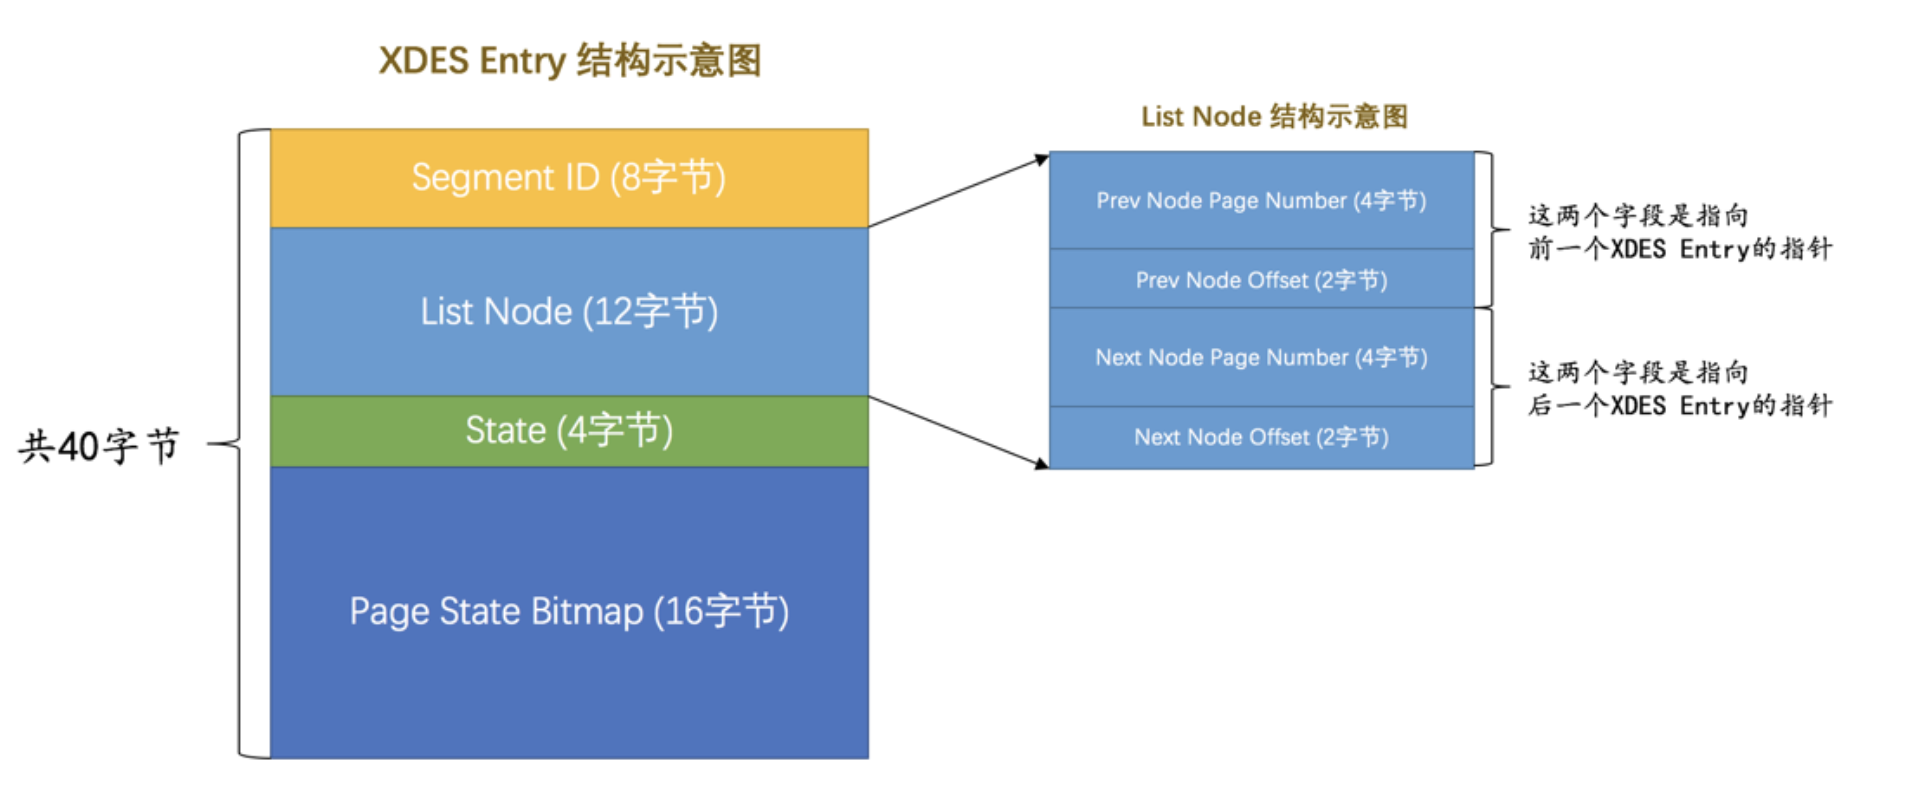 XDES Entry 结构示意图
Segment ID (8字节)
List Node (12字节)
State (4字节)
Page State Bitmap (16字节)
共40字节
List Node 结构示意图
Prev Node Page Number (4字节)
Prev Node Offset (2字节)
Next Node Page Number (4字节)
Next Node Offset (2字节)
这两个字段是指向
前一个XDES Entry的指针
这两个字段是指向
后一个XDES Entry的指针